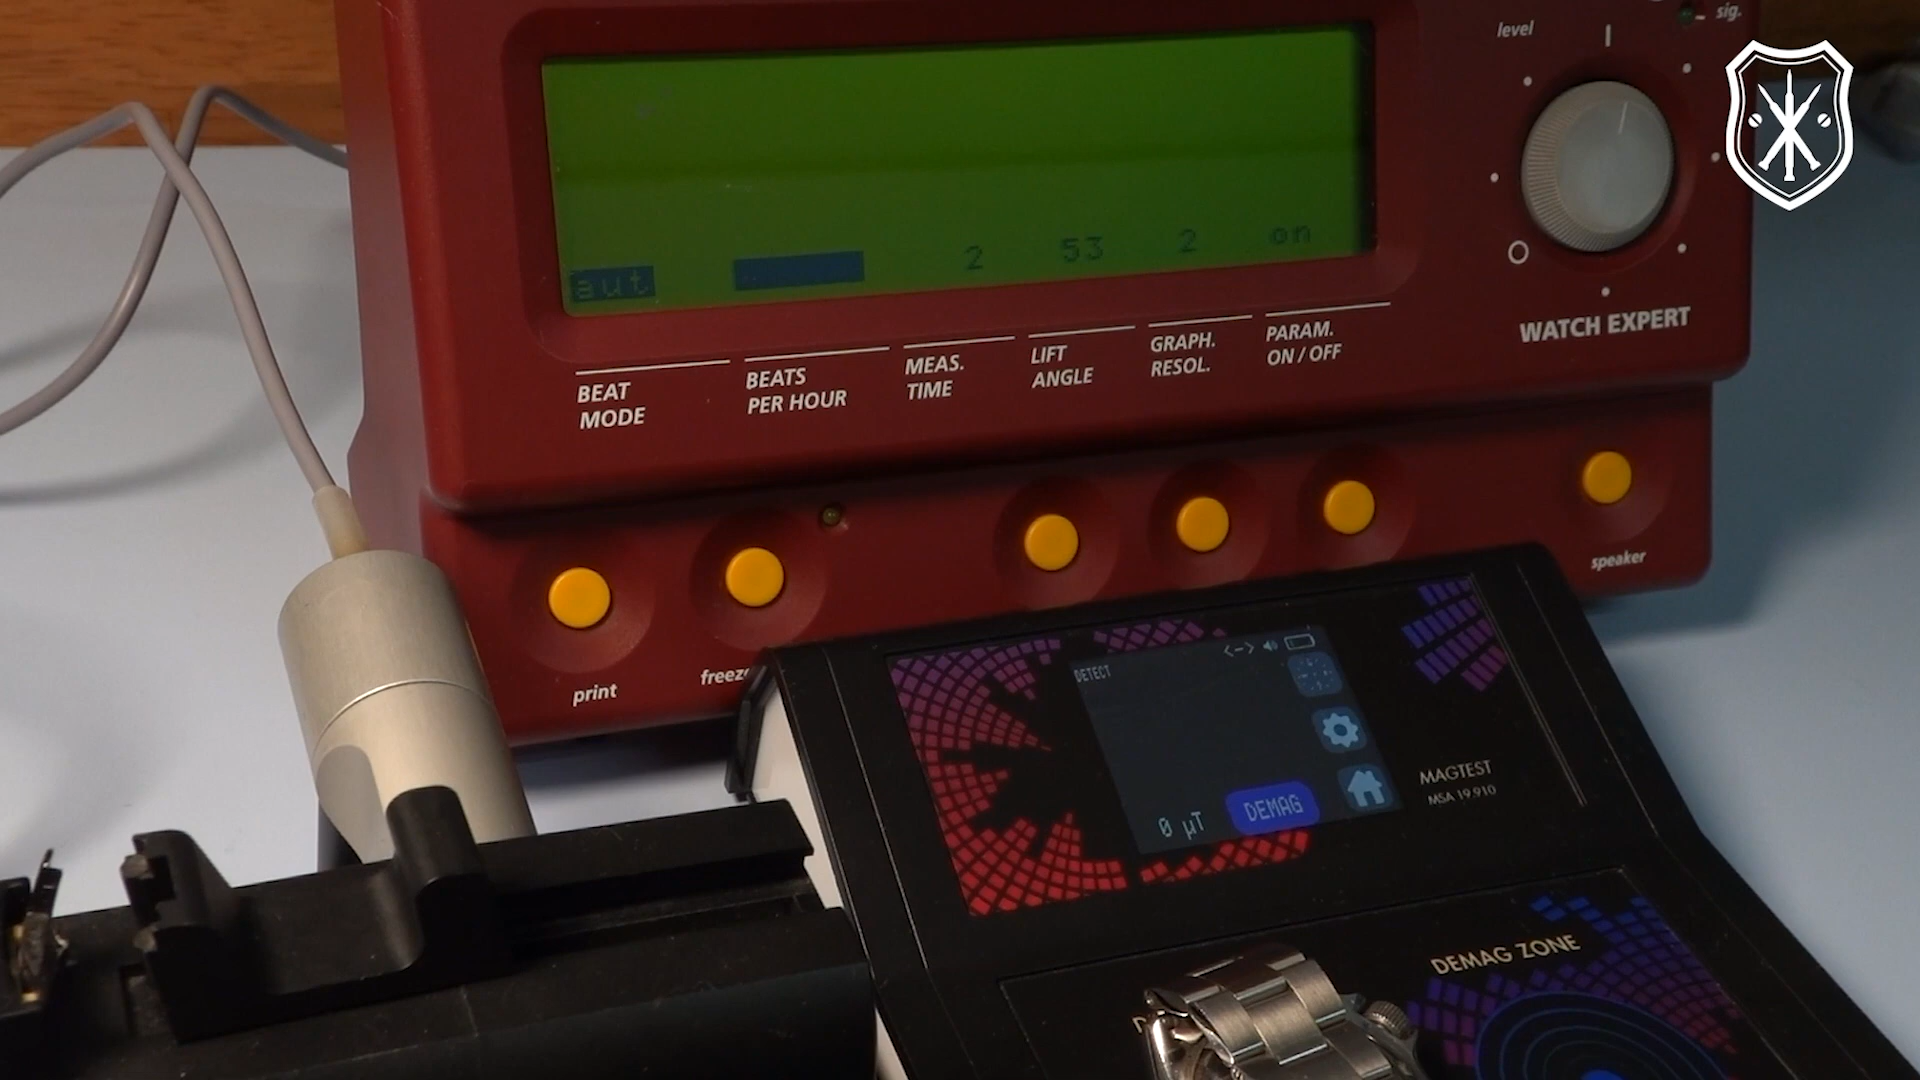 level
sig.
aut 2 53 2 on
BEAT
MODE
BEATS
PER HOUR
MEAS.
TIME
LIFT
ANGLE
GRAPH.
RESOL.
PARAM.
ON / OFF
WATCH EXPERT
print
speaker
DETECT
0 µT
DEMAG
MAGTEST
MSA 19.910
DEMAG ZONE